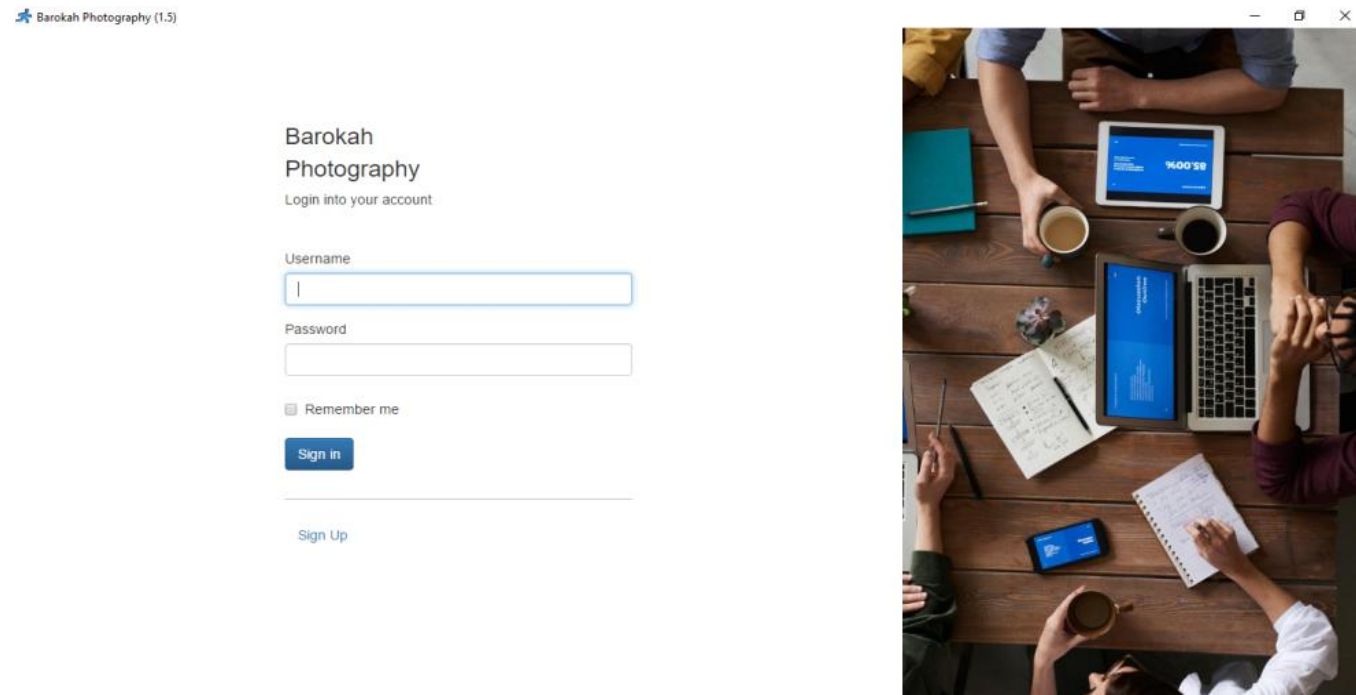 Barokah Photography (1.5)
Barokah
Photography
Login into your account
Username
Password
Remember me
Sign in
Sign Up
85.00%